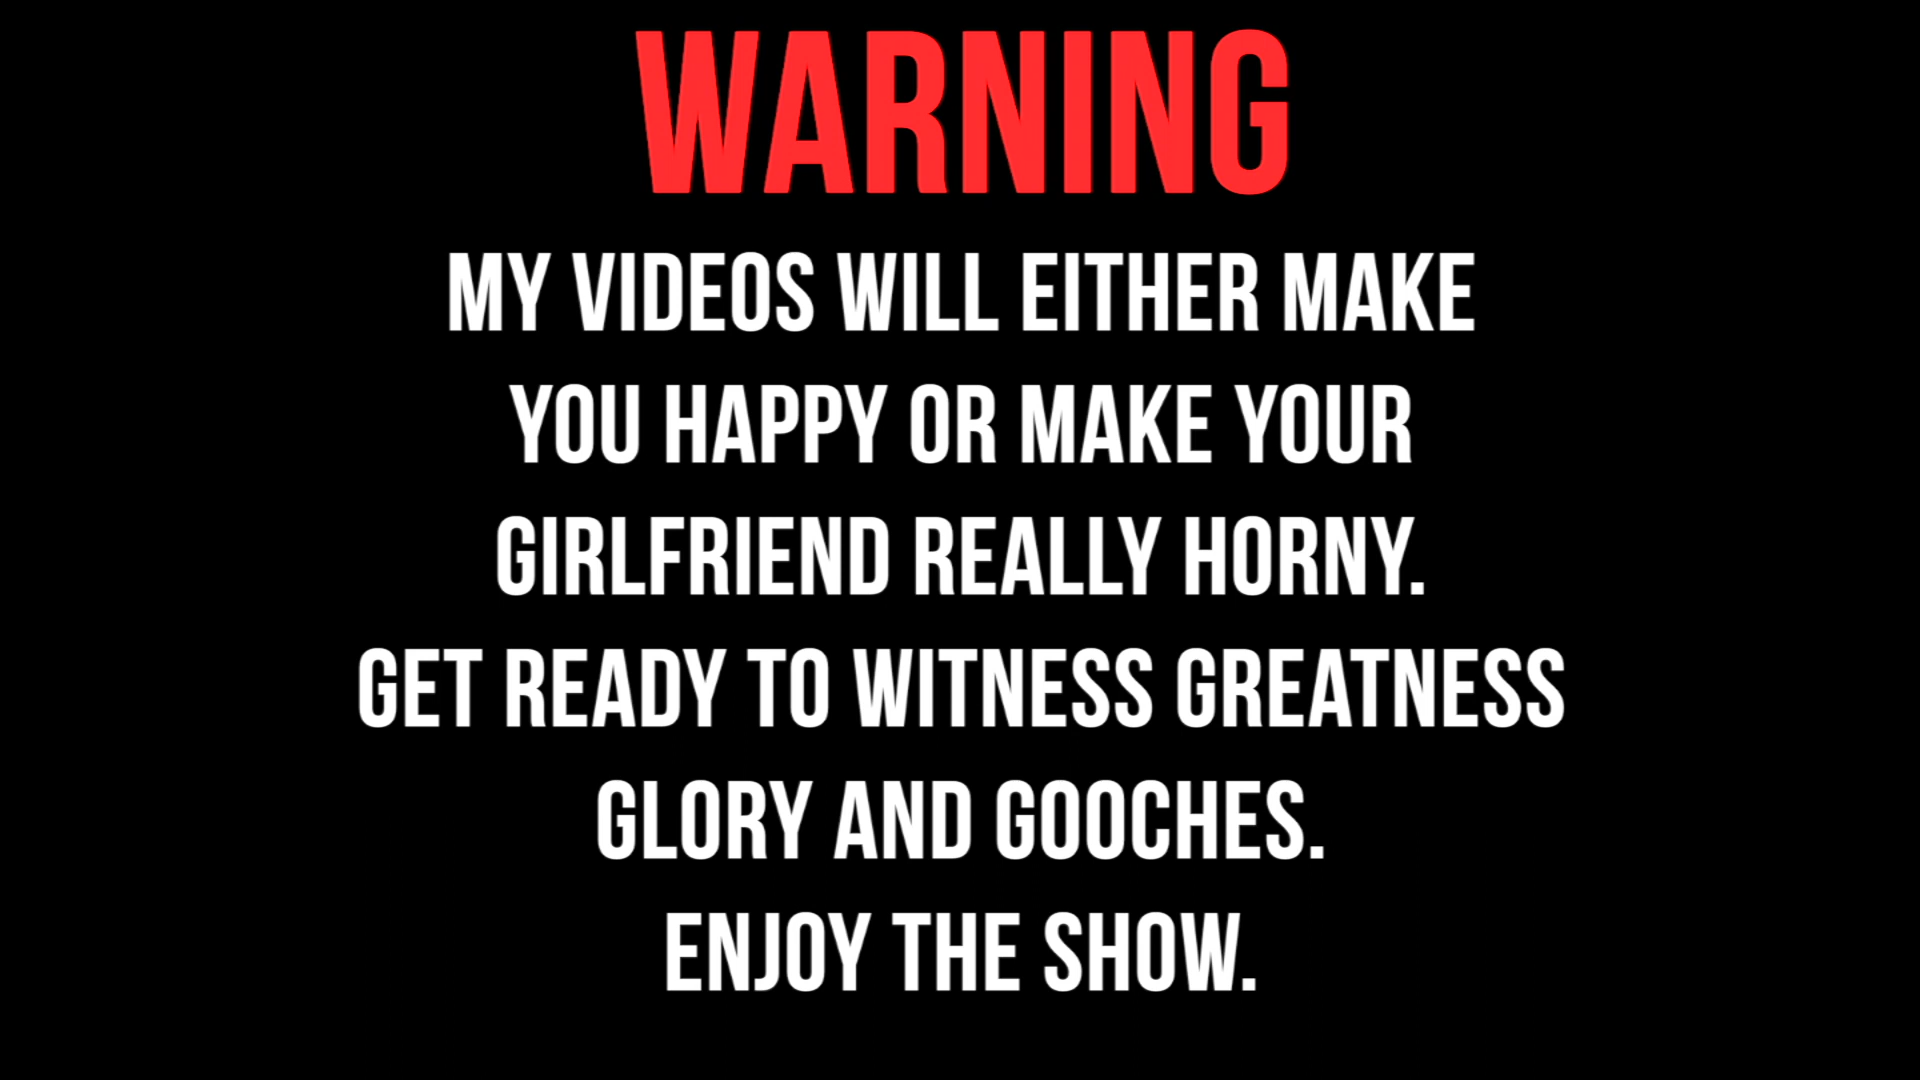 WARNING
MY VIDEOS WILL EITHER MAKE
YOU HAPPY OR MAKE YOUR
GIRLFRIEND REALLY HORNY.
GET READY TO WITNESS GREATNESS
GLORY AND GOOCHES.
ENJOY THE SHOW.